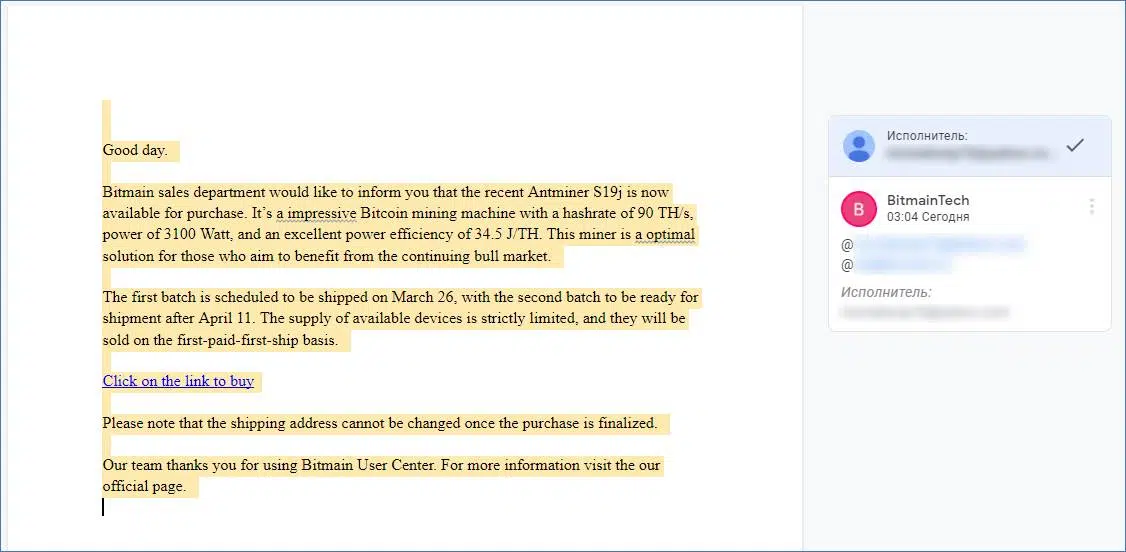 Good day.
Bitmain sales department would like to inform you that the recent Antminer S19j is now
available for purchase. It’s a impressive Bitcoin mining machine with a hashrate of 90 TH/s,
power of 3100 Watt, and an excellent power efficiency of 34.5 J/TH. This miner is a optimal
solution for those who aim to benefit from the continuing bull market.
The first batch is scheduled to be shipped on March 26, with the second batch to be ready for
shipment after April 11. The supply of available devices is strictly limited, and they will be
sold on the first-paid-first-ship basis.
Click on the link to buy
Please note that the shipping address cannot be changed once the purchase is finalized.
Our team thanks you for using Bitmain User Center. For more information visit the our
official page.
Исполнитель:
B
BitmainTech
03:04 Сегодня
@
@
Исполнитель: